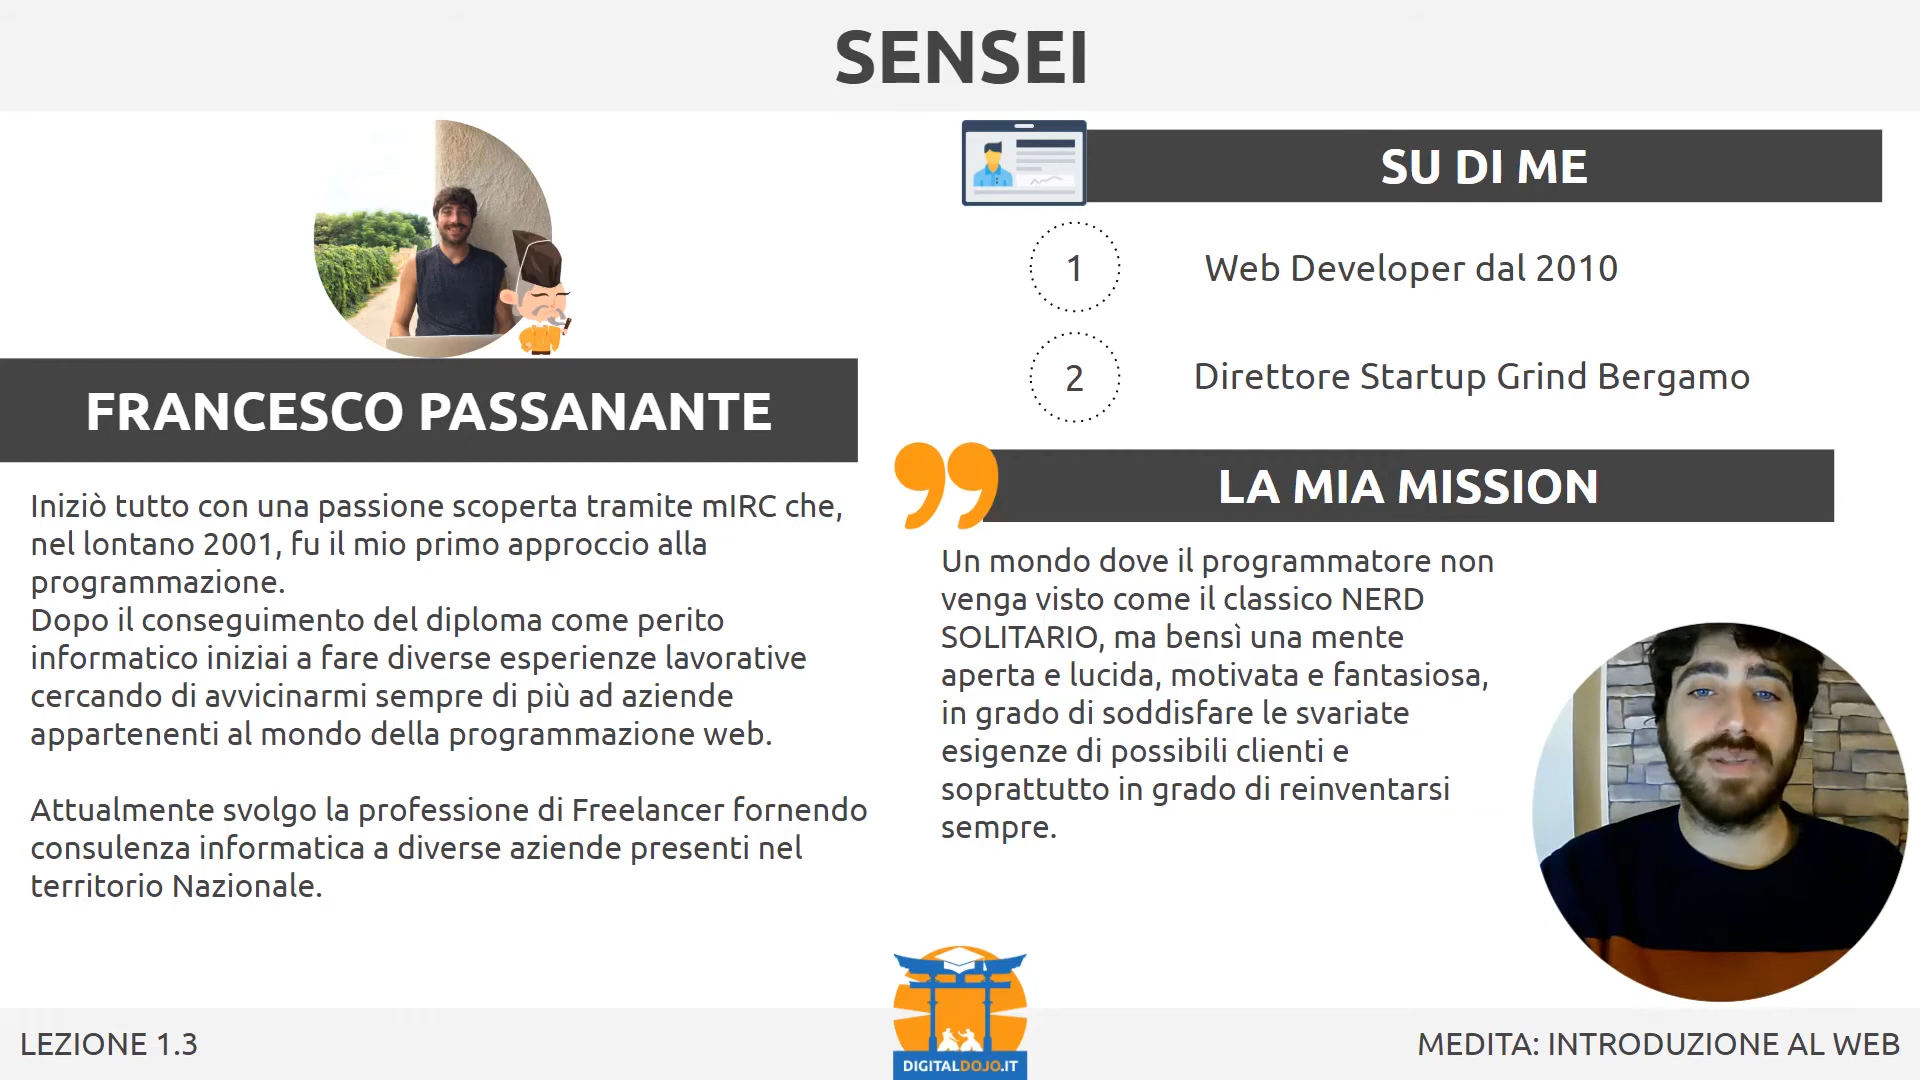 SENSEI
FRANCESCO PASSANANTE
Iniziò tutto con una passione scoperta tramite mIRC che,
nel lontano 2001, fu il mio primo approccio alla
programmazione.
Dopo il conseguimento del diploma come perito
informatico iniziai a fare diverse esperienze lavorative
cercando di avvicinarmi sempre di più ad aziende
appartenenti al mondo della programmazione web.
Attualmente svolgo la professione di Freelancer fornendo
consulenza informatica a diverse aziende presenti nel
territorio Nazionale.
SU DI ME
1 Web Developer dal 2010
2 Direttore Startup Grind Bergamo
LA MIA MISSION
Un mondo dove il programmatore non
venga visto come il classico NERD
SOLITARIO, ma bensì una mente
aperta e lucida, motivata e fantasiosa,
in grado di soddisfare le svariate
esigenze di possibili clienti e
soprattutto in grado di reinventarsi
sempre.
LEZIONE 1.3
DIGITALDOJO.IT
MEDITA: INTRODUZIONE AL WEB